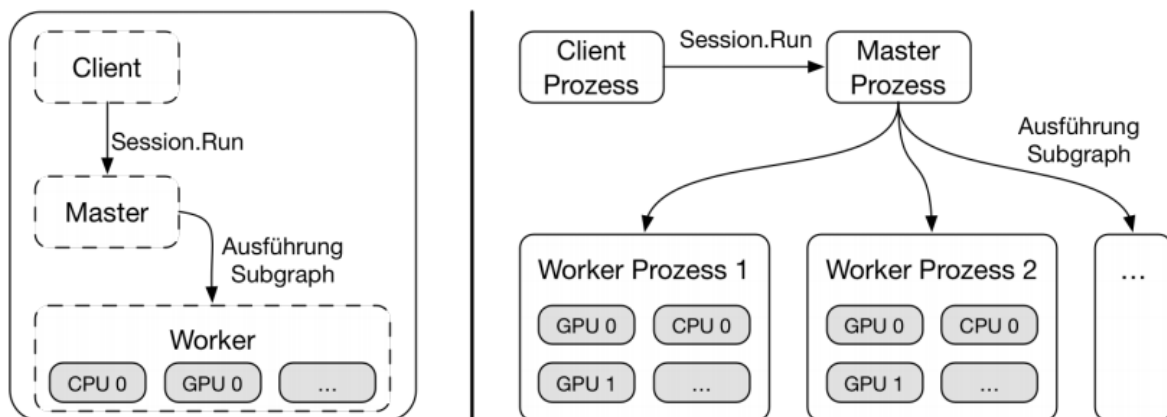 Client
Session.Run
Master
Ausführung
Subgraph
Worker
CPU 0
GPU 0
...
Client
Prozess
Session.Run
Master
Prozess
Ausführung
Subgraph
Worker Prozess 1
GPU 0
CPU 0
GPU 1
...
Worker Prozess 2
GPU 0
CPU 0
GPU 1
...
...